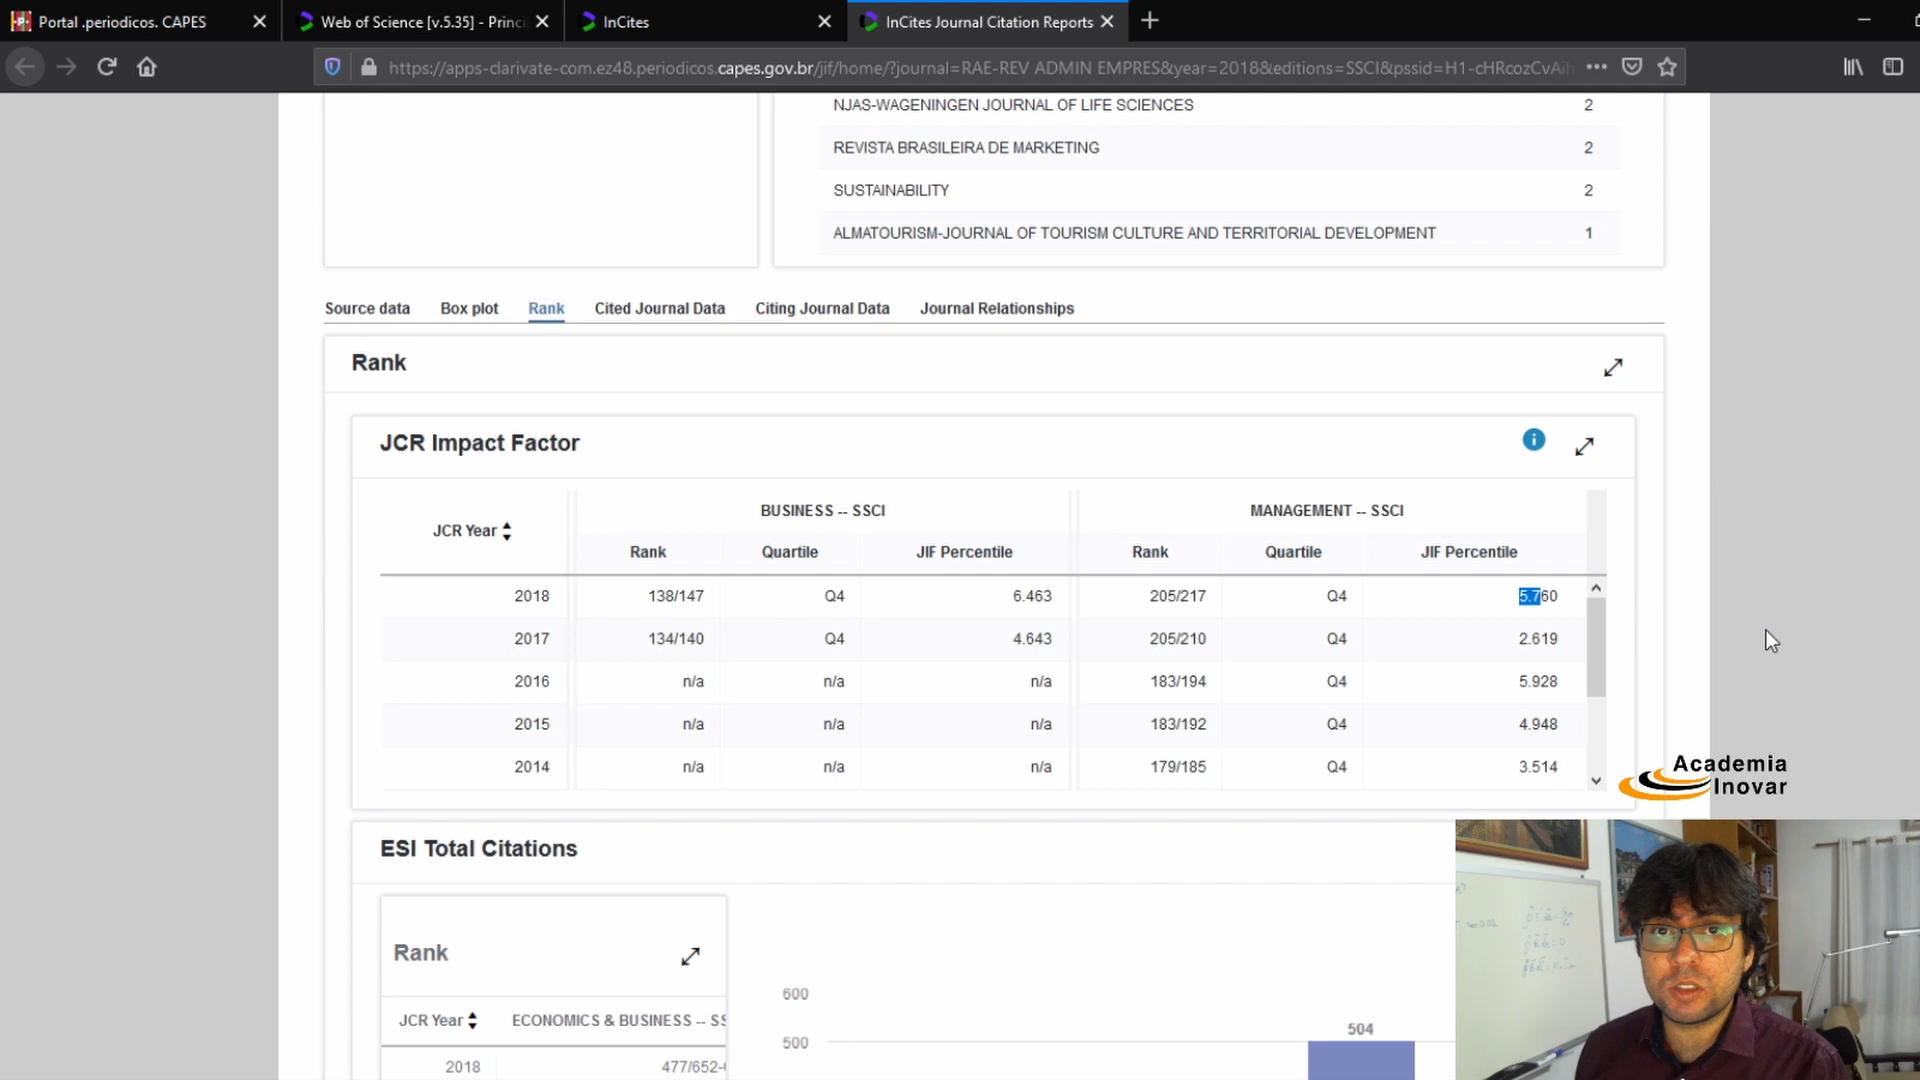 Portal .periodicos. CAPES
Web of Science [v.5.35] - Princi
InCites
InCites Journal Citation Reports
https://apps-clarivate-com.ez48.periodicos.capes.gov.br/jif/home/?journal=RAE-REV ADMIN EMPRES&year=2018&editions=SSCI&pssid=H1-cHRcozCvAih
NJAS-WAGENINGEN JOURNAL OF LIFE SCIENCES 2
REVISTA BRASILEIRA DE MARKETING 2
SUSTAINABILITY 2
ALMATOURISM-JOURNAL OF TOURISM CULTURE AND TERRITORIAL DEVELOPMENT 1
Source data Box plot Rank Cited Journal Data Citing Journal Data Journal Relationships
Rank
JCR Impact Factor
JCR Year BUSINESS -- SSCI MANAGEMENT -- SSCI
Rank Quartile JIF Percentile Rank Quartile JIF Percentile
2018 138/147 Q4 6.463 205/217 Q4 5.760
2017 134/140 Q4 4.643 205/210 Q4 2.619
2016 n/a n/a n/a 183/194 Q4 5.928
2015 n/a n/a n/a 183/192 Q4 4.948
2014 n/a n/a n/a 179/185 Q4 3.514
Academia
Inovar
ESI Total Citations
Rank
JCR Year ECONOMICS & BUSINESS -- SS
2018 477/652-
600
500
504